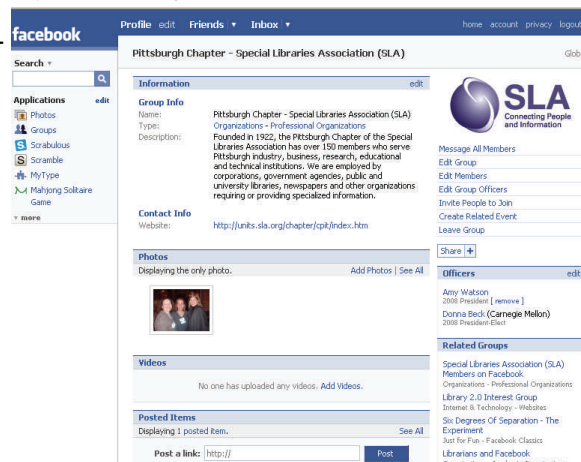 facebook
Profile edit Friends ▾ Inbox ▾
home account privacy logout
Search ▾
Applications edit
Photos
Groups
Scrabulous
Scramble
MyType
Mahjong Solitaire
Game
▾ more
Pittsburgh Chapter - Special Libraries Association (SLA)
Glob
Information edit
Group Info
Name: Pittsburgh Chapter - Special Libraries Association (SLA)
Type: Organizations - Professional Organizations
Description: Founded in 1922, the Pittsburgh Chapter of the Special
Libraries Association has over 150 members who serve
Pittsburgh industry, business, research, educational
and technical institutions. We are employed by
corporations, government agencies, public and
university libraries, newspapers and other organizations
requiring or providing specialized information.
Contact Info
Website: http://units.sla.org/chapter/cpit/index.htm
Photos
Displaying the only photo. Add Photos | See All
Videos
No one has uploaded any videos. Add Videos.
Posted Items
Displaying 1 posted item. See All
Post a link: http:// Post
SLA
Connecting People
and Information
Message All Members
Edit Group
Edit Members
Edit Group Officers
Invite People to Join
Create Related Event
Leave Group
Share +
Officers edit
Amy Watson
2008 President [ remove ]
Donna Beck (Carnegie Mellon)
2008 President-Elect
Related Groups
Special Libraries Association (SLA)
Members on Facebook
Organizations - Professional Organizations
Library 2.0 Interest Group
Internet & Technology - Websites
Six Degrees Of Separation - The
Experiment
Just for Fun - Facebook Classics
Librarians and Facebook